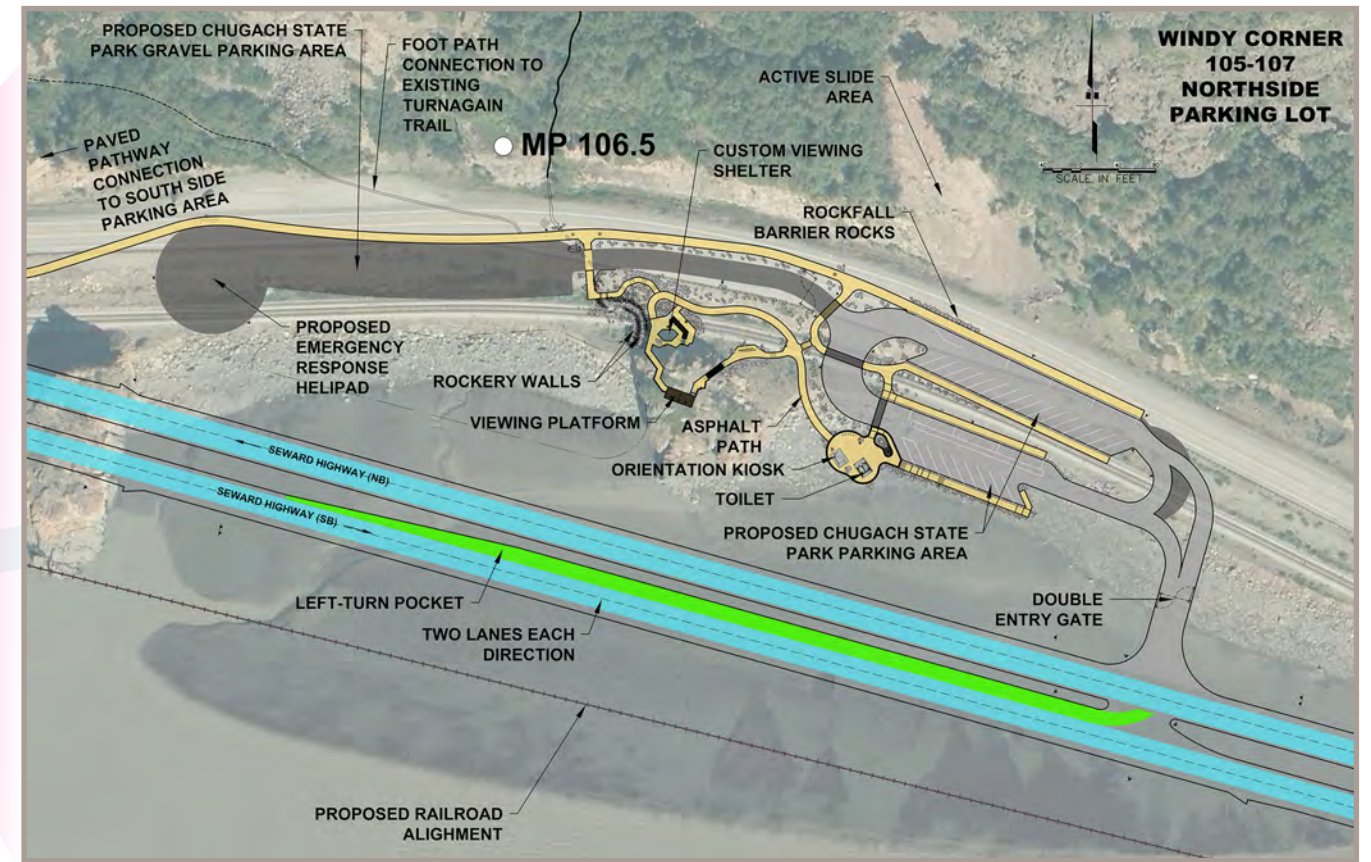 PROPOSED CHUGACH STATE
PARK GRAVEL PARKING AREA
FOOT PATH
CONNECTION TO
EXISTING
TURNAGAIN
TRAIL
ACTIVE SLIDE
AREA
WINDY CORNER
105-107
NORTHSIDE
PARKING LOT
SCALE IN FEET
PAVED
PATHWAY
CONNECTION
TO SOUTH SIDE
PARKING AREA
MP 106.5
CUSTOM VIEWING
SHELTER
ROCKFALL
BARRIER ROCKS
PROPOSED
EMERGENCY
RESPONSE
HELIPAD
ROCKERY WALLS
VIEWING PLATFORM
ASPHALT
PATH
ORIENTATION KIOSK
TOILET
PROPOSED CHUGACH STATE
PARK PARKING AREA
SEWARD HIGHWAY (NB)
SEWARD HIGHWAY (SB)
LEFT-TURN POCKET
TWO LANES EACH
DIRECTION
DOUBLE
ENTRY GATE
PROPOSED RAILROAD
ALIGHMENT